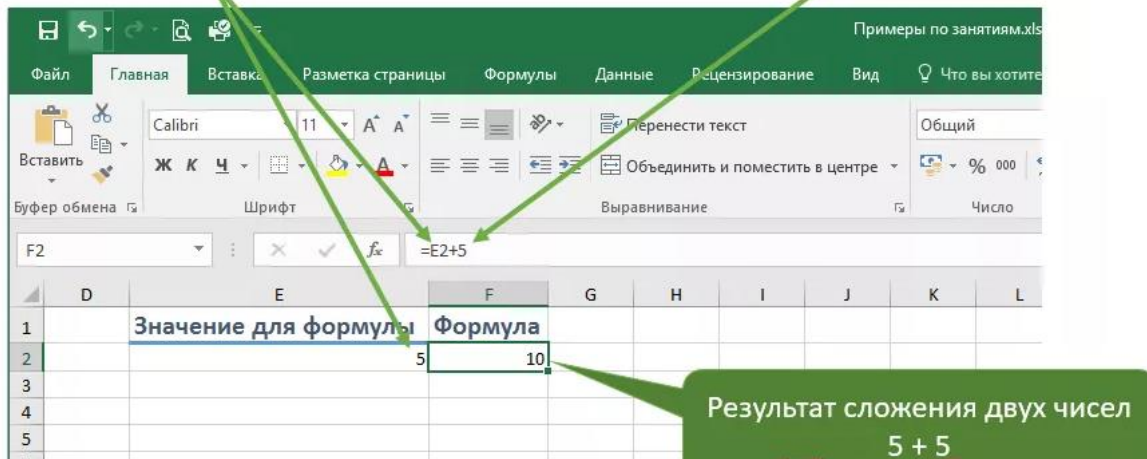 Примеры по занятиям.xls
Файл Главная Вставка Разметка страницы Формулы Данные Рецензирование Вид Что вы хотите
Вставить
Calibri 11 A A
Ж К Ч A
Перенести текст
Объединить и поместить в центре
Общий
% 000
Буфер обмена Шрифт Выравнивание Число
F2 fx =E2+5
D E F G H I J K L
1 Значение для формулы Формула
2 5 10
3
4
5
Результат сложения двух чисел
5 + 5